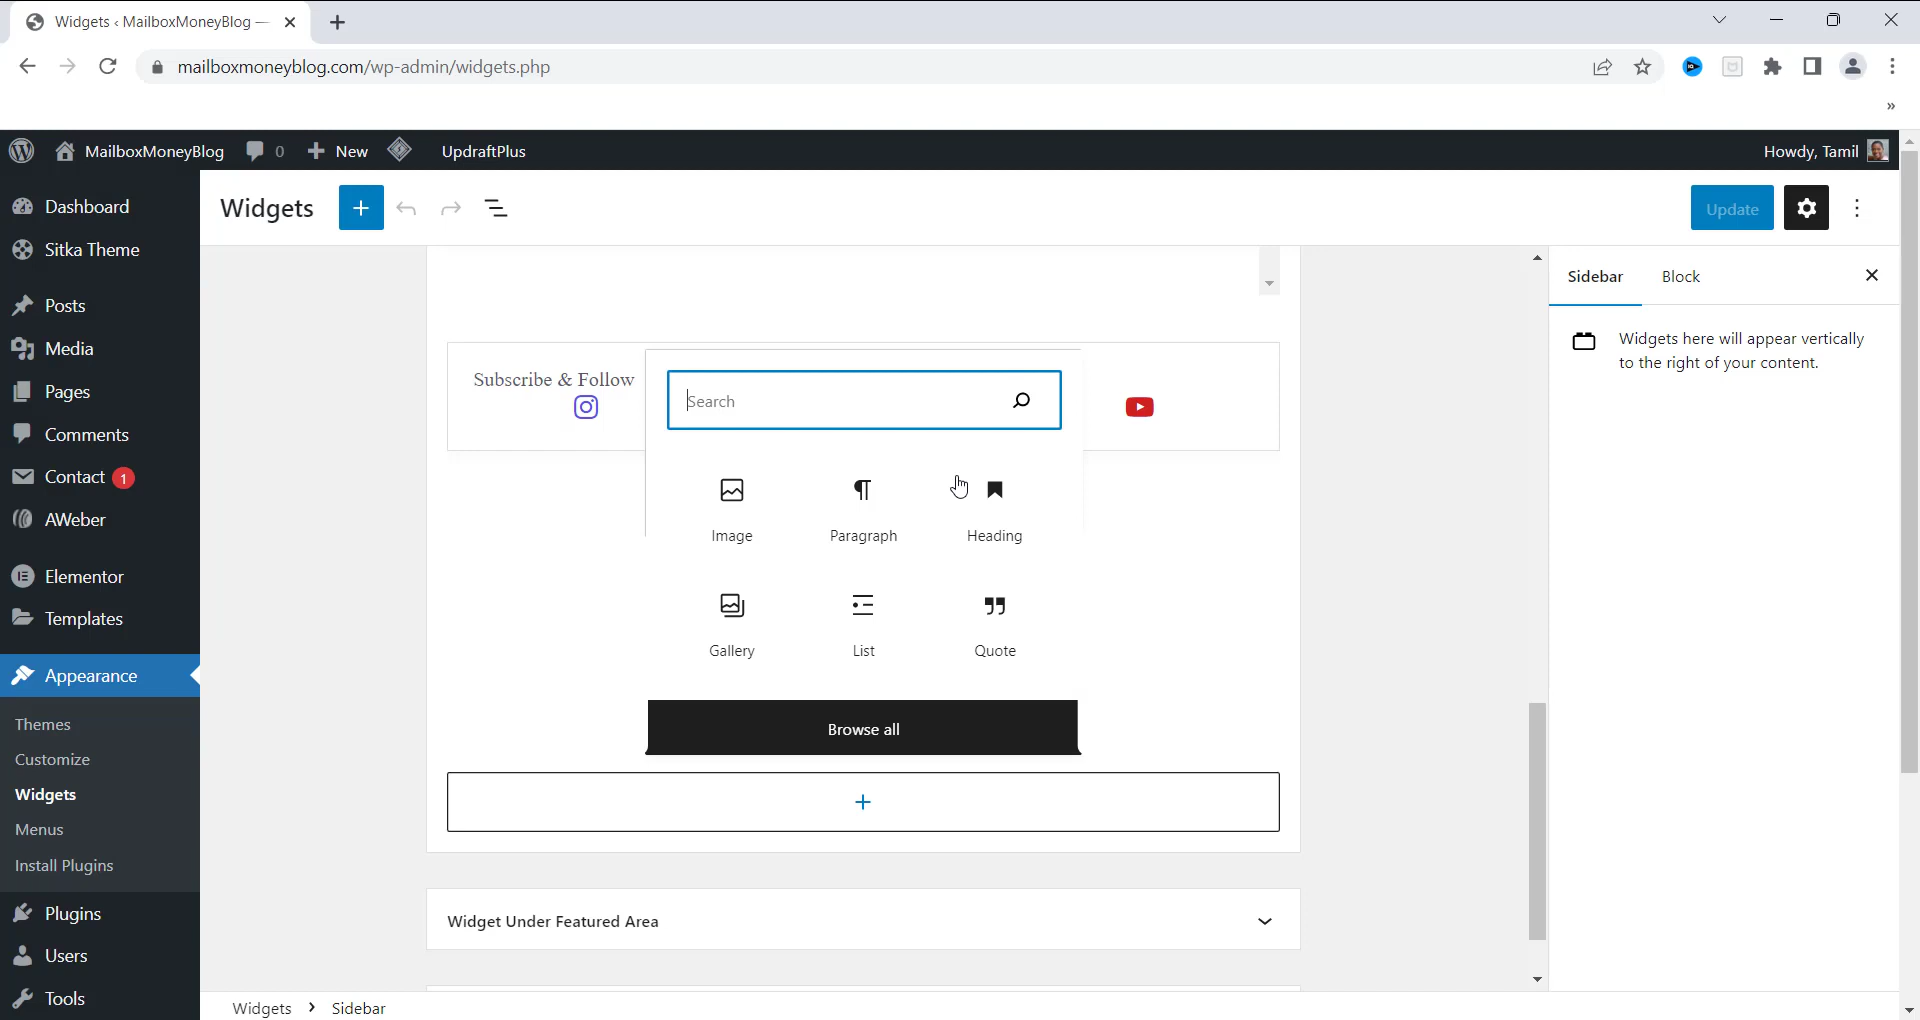 Widgets ‹ MailboxMoneyBlog —
mailboxmoneyblog.com/wp-admin/widgets.php
»
MailboxMoneyBlog 0 New UpdraftPlus Howdy, Tamil
Dashboard
Sitka Theme
Posts
Media
Pages
Comments
Contact 1
AWeber
Elementor
Templates
Appearance
Themes
Customize
Widgets
Menus
Install Plugins
Plugins
Users
Tools
Widgets Update
Subscribe & Follow
Search
Image Paragraph Heading
Gallery List Quote
Browse all
Widget Under Featured Area
Widgets › Sidebar
Sidebar Block
Widgets here will appear vertically
to the right of your content.